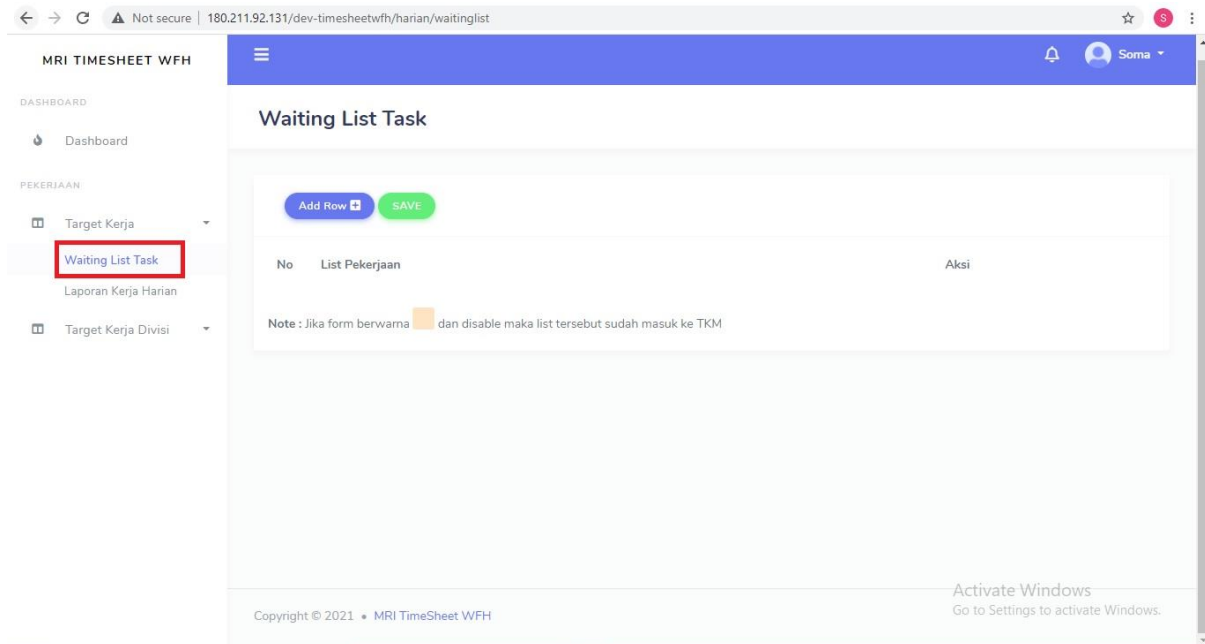 Not secure | 180.211.92.131/dev-timesheetwfh/harian/waitinglist
S
MRI TIMESHEET WFH
Soma
DASHBOARD
Dashboard
Waiting List Task
PEKERJAAN
Target Kerja
Add Row
SAVE
Waiting List Task
No List Pekerjaan Aksi
Laporan Kerja Harian
Target Kerja Divisi
Note : Jika form berwarna dan disable maka list tersebut sudah masuk ke TKM
Activate Windows
Go to Settings to activate Windows.
Copyright © 2021 • MRI TimeSheet WFH